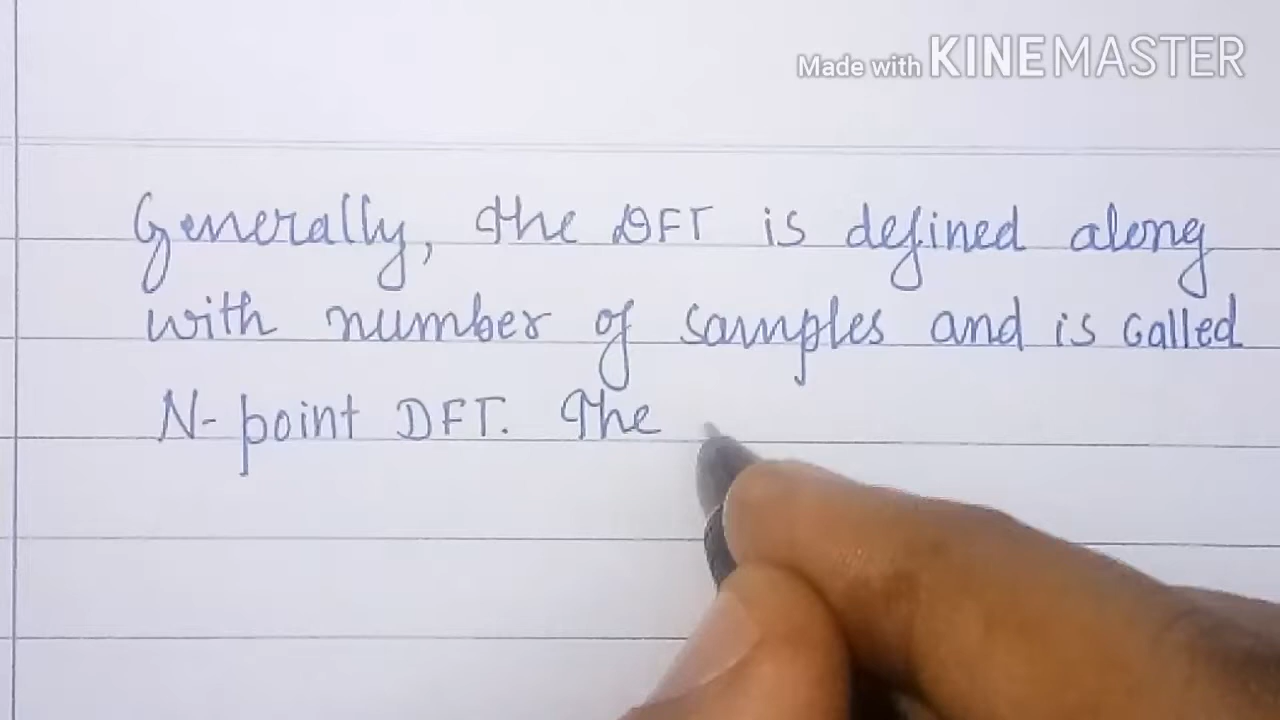 Made with KINEMASTER
Generally, the DFT is defined along
with number of samples and is called
N-point DFT. The